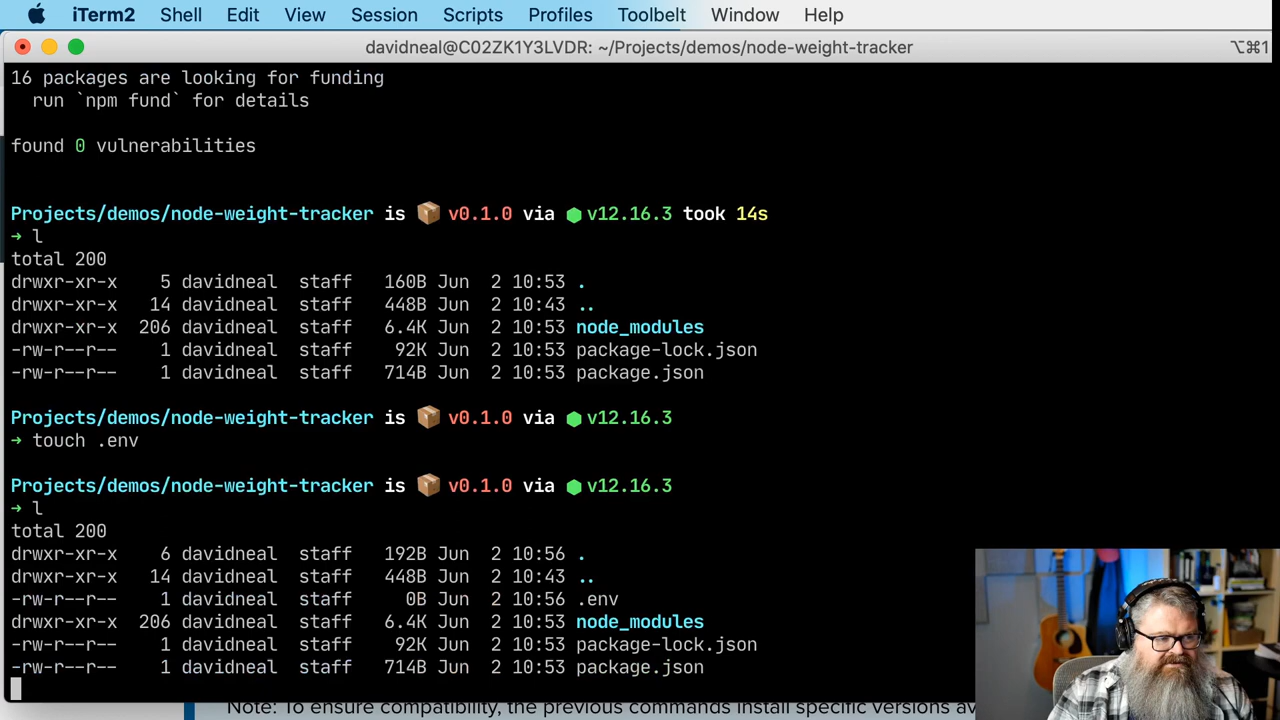 iTerm2 Shell Edit View Session Scripts Profiles Toolbelt Window Help
davidneal@C02ZK1Y3LVDR: ~/Projects/demos/node-weight-tracker ⌥⌘1
16 packages are looking for funding
  run `npm fund` for details
found 0 vulnerabilities
Projects/demos/node-weight-tracker is 📦 v0.1.0 via ⬢ v12.16.3 took 14s
➜ l
total 200
drwxr-xr-x 5 davidneal staff 160B Jun 2 10:53 .
drwxr-xr-x 14 davidneal staff 448B Jun 2 10:43 ..
drwxr-xr-x 206 davidneal staff 6.4K Jun 2 10:53 node_modules
-rw-r--r-- 1 davidneal staff 92K Jun 2 10:53 package-lock.json
-rw-r--r-- 1 davidneal staff 714B Jun 2 10:53 package.json
Projects/demos/node-weight-tracker is 📦 v0.1.0 via ⬢ v12.16.3
➜ touch .env
Projects/demos/node-weight-tracker is 📦 v0.1.0 via ⬢ v12.16.3
➜ l
total 200
drwxr-xr-x 6 davidneal staff 192B Jun 2 10:56 .
drwxr-xr-x 14 davidneal staff 448B Jun 2 10:43 ..
-rw-r--r-- 1 davidneal staff 0B Jun 2 10:56 .env
drwxr-xr-x 206 davidneal staff 6.4K Jun 2 10:53 node_modules
-rw-r--r-- 1 davidneal staff 92K Jun 2 10:53 package-lock.json
-rw-r--r-- 1 davidneal staff 714B Jun 2 10:53 package.json
Note: To ensure compatibility, the previous commands install specific versions